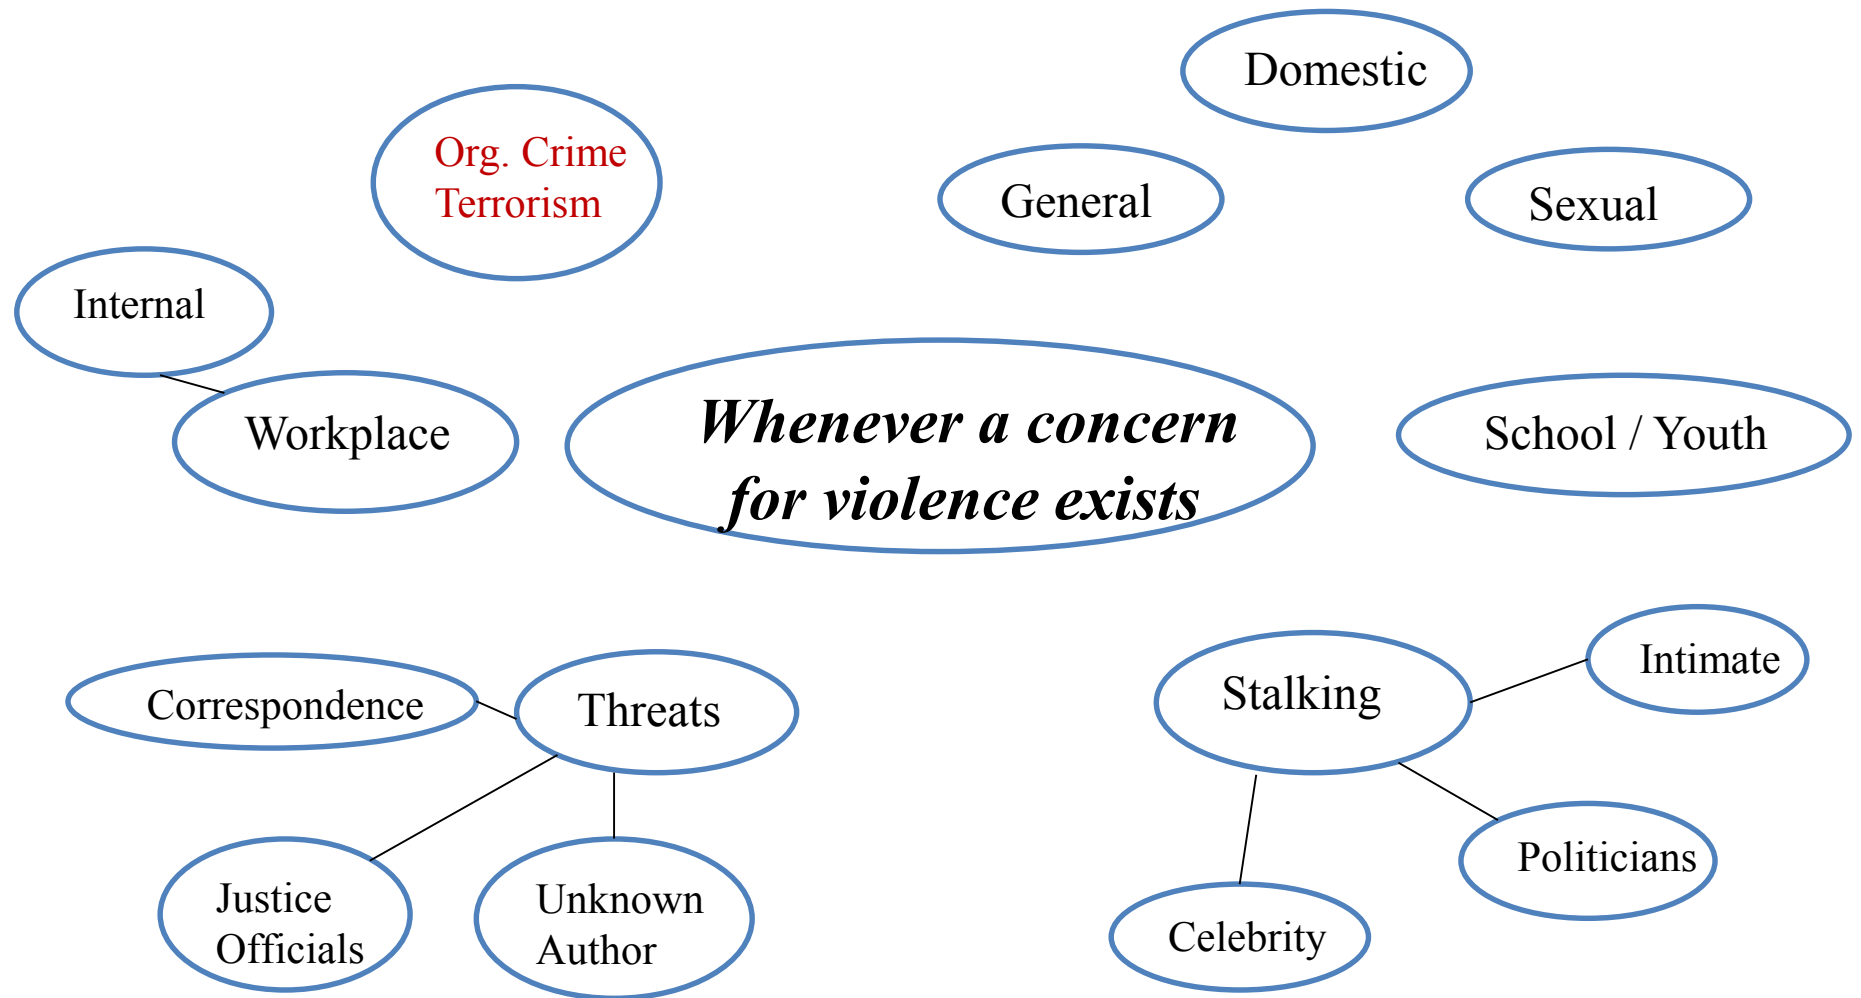 Domestic
Org. Crime
Terrorism
General
Sexual
Internal
Workplace
Whenever a concern
for violence exists
School / Youth
Correspondence
Threats
Stalking
Intimate
Justice
Officials
Unknown
Author
Celebrity
Politicians